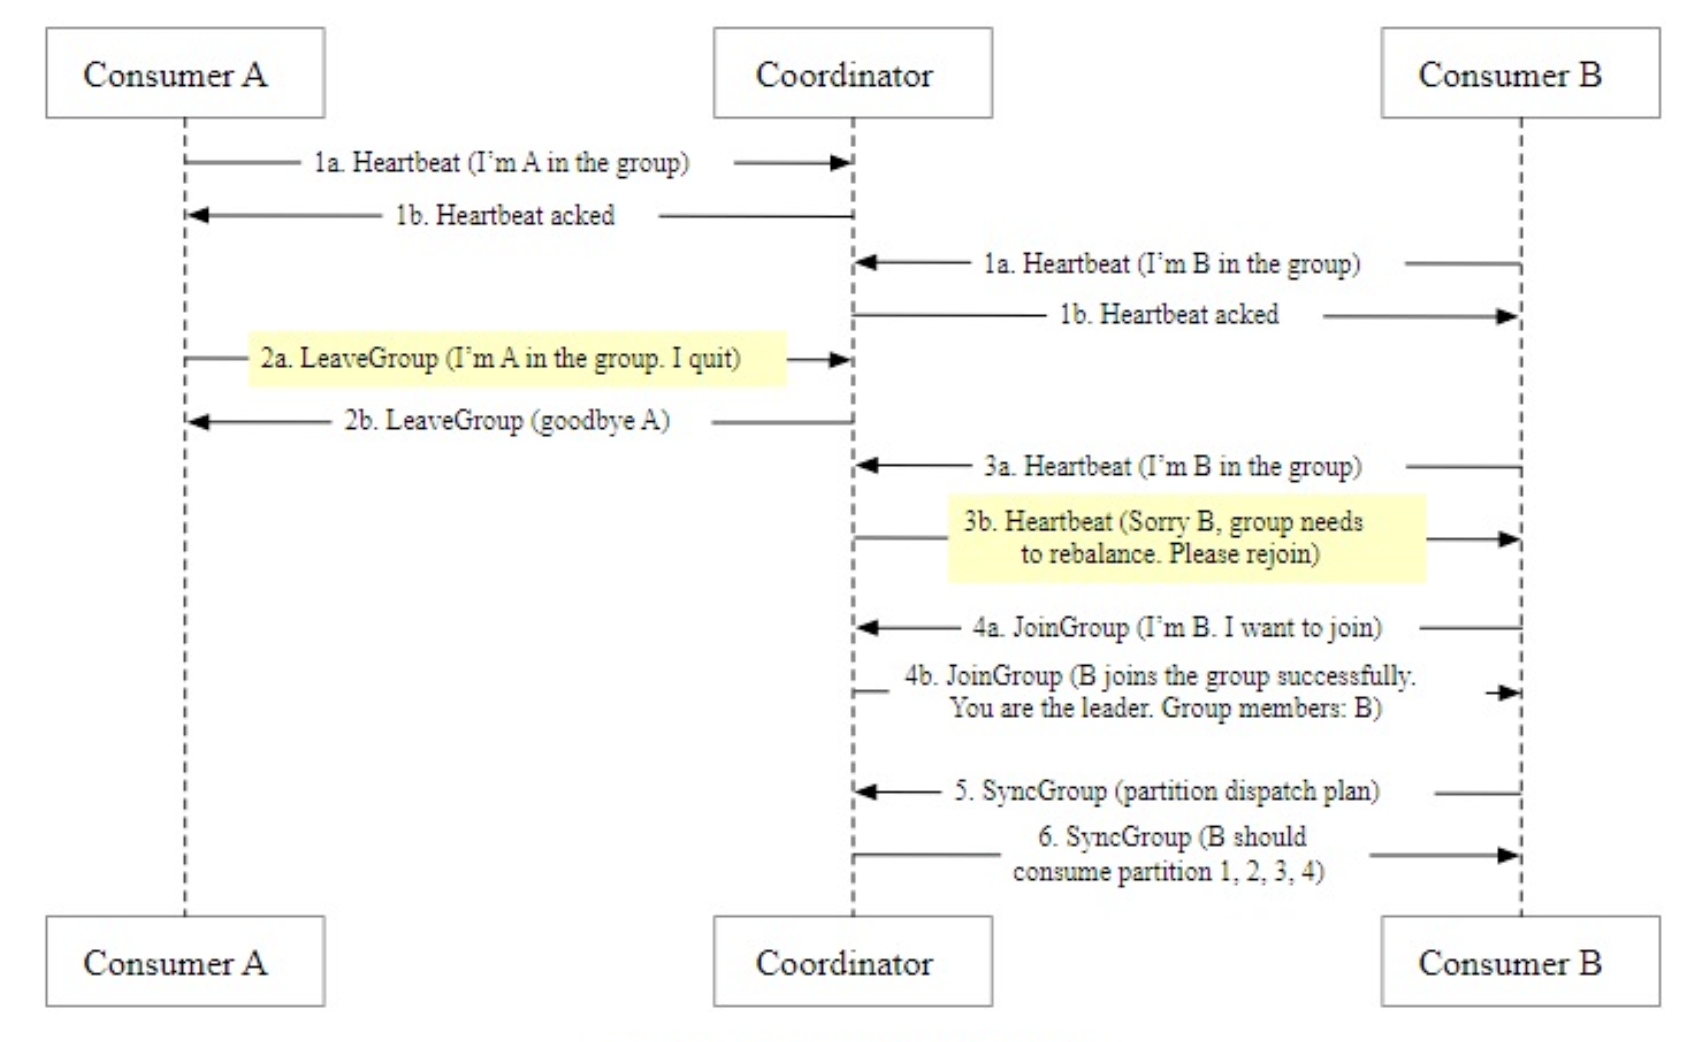 Consumer A
Coordinator
Consumer B
1a. Heartbeat (I'm A in the group)
1b. Heartbeat acked
1a. Heartbeat (I'm B in the group)
1b. Heartbeat acked
2a. LeaveGroup (I'm A in the group. I quit)
2b. LeaveGroup (goodbye A)
3a. Heartbeat (I'm B in the group)
3b. Heartbeat (Sorry B, group needs
to rebalance. Please rejoin)
4a. JoinGroup (I'm B. I want to join)
4b. JoinGroup (B joins the group successfully.
You are the leader. Group members: B)
5. SyncGroup (partition dispatch plan)
6. SyncGroup (B should
consume partition 1, 2, 3, 4)
Consumer A
Coordinator
Consumer B